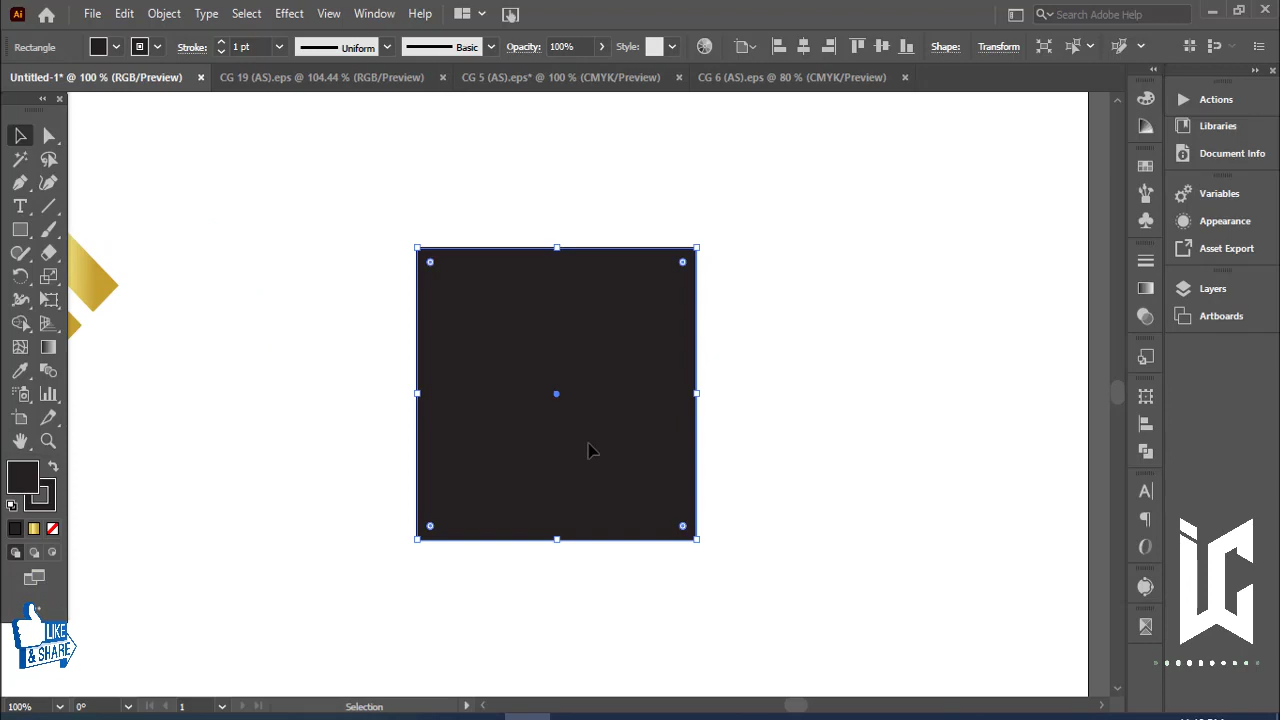 Ai File Edit Object Type Select Effect View Window Help Search Adobe Help
Rectangle Stroke: 1 pt Uniform Basic Opacity: 100% Style: Shape: Transform
Untitled-1* @ 100 % (RGB/Preview) CG 19 (AS).eps @ 104.44 % (RGB/Preview) CG 5 (AS).eps* @ 100 % (CMYK/Preview) CG 6 (AS).eps @ 80 % (CMYK/Preview)
Actions
Libraries
Document Info
Variables
Appearance
Asset Export
Layers
Artboards
LIKE
& SHARE
100% 0° 1 Selection